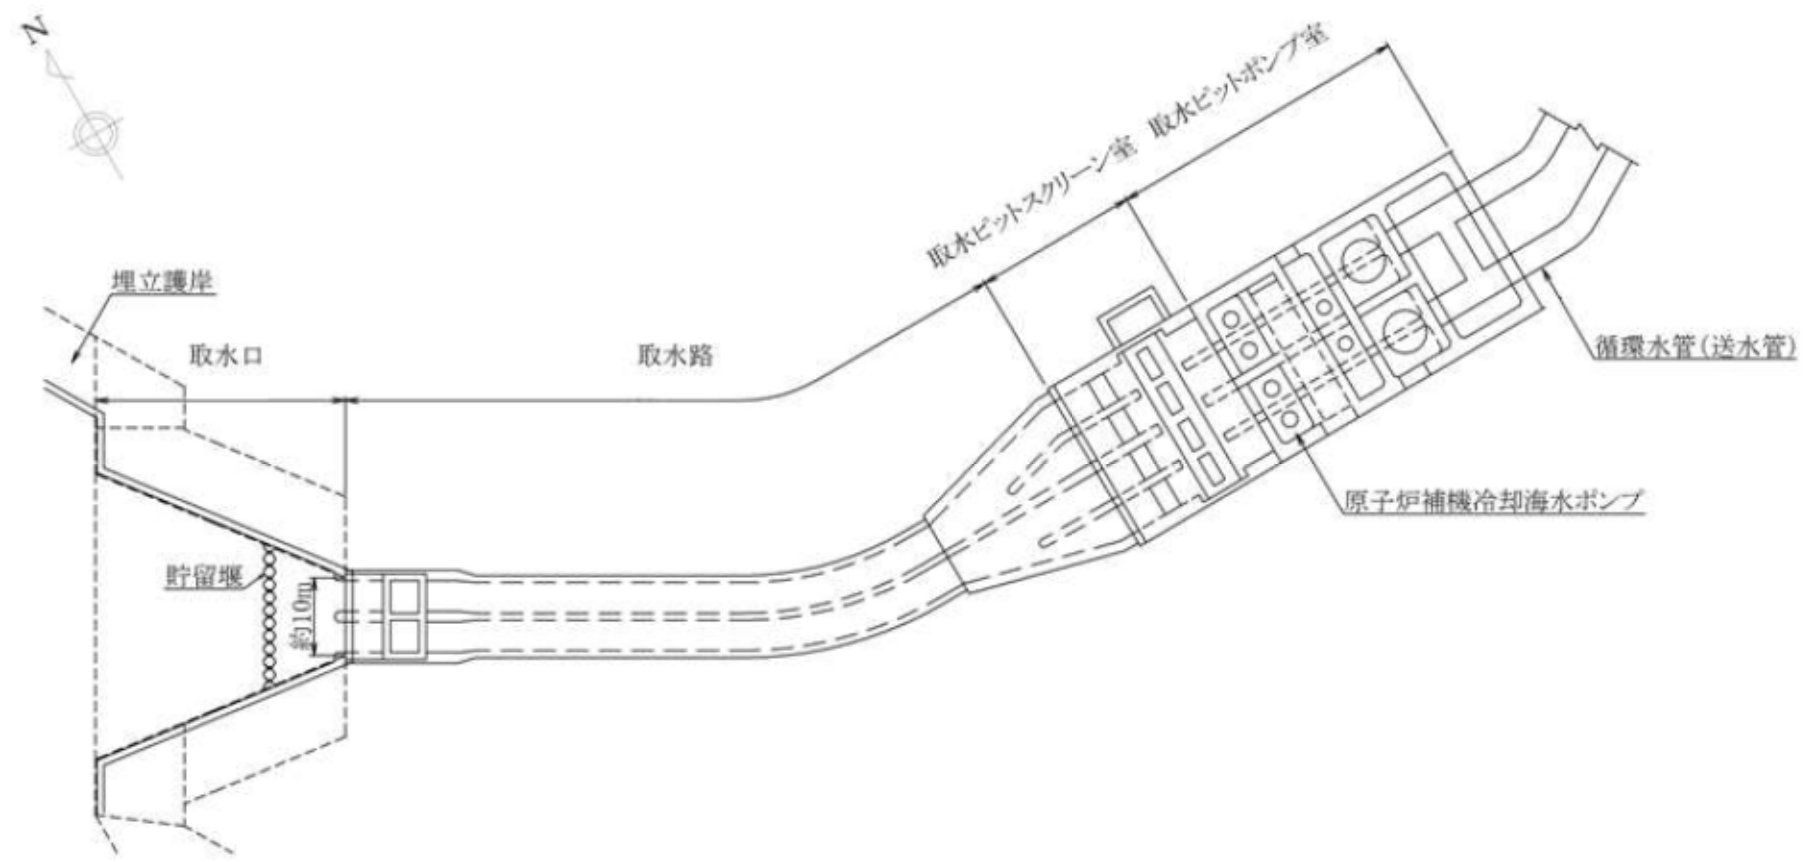 N
取水ピットスクリーン室
取水ピットポンプ室
埋立護岸
取水口
取水路
循環水管(送水管)
原子炉補機冷却海水ポンプ
貯留堰
約10m